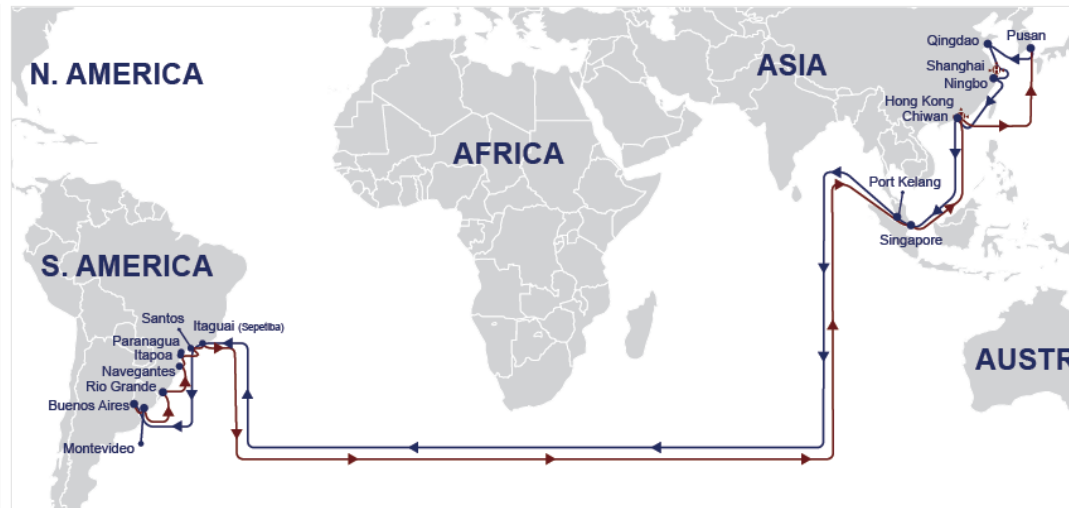 N. AMERICA
AFRICA
ASIA
S. AMERICA
AUSTR
Qingdao
Pusan
Shanghai
Ningbo
Hong Kong
Chiwan
Port Kelang
Singapore
Santos
Itaguai (Sepetiba)
Paranagua
Itapoa
Navegantes
Rio Grande
Buenos Aires
Montevideo